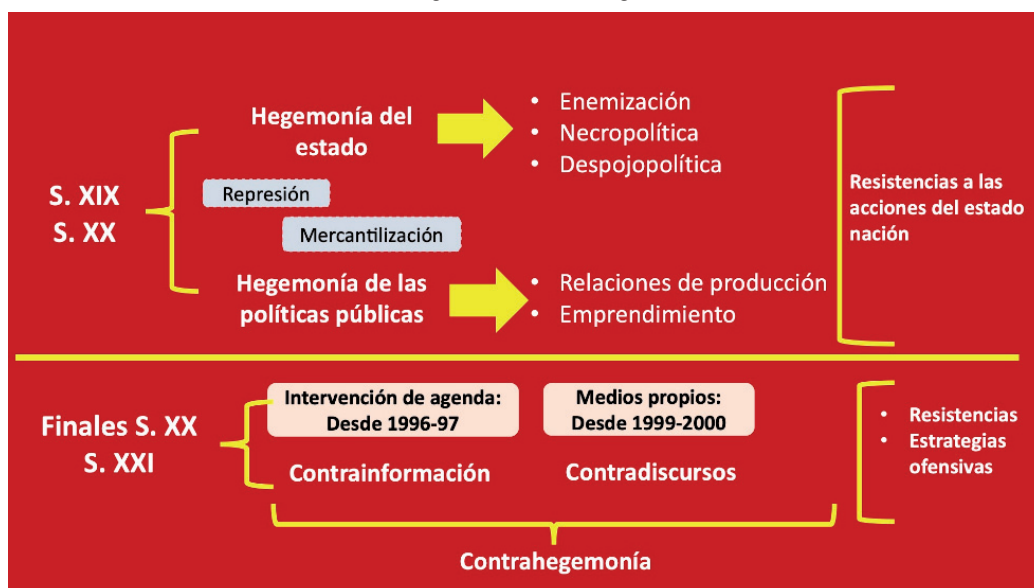 Hegemonía del
estado
• Enemización
• Necropolítica
• Despojopolítica
S. XIX
S. XX
Represión
Mercantilización
Resistencias a las
acciones del estado
nación
Hegemonía de las
políticas públicas
• Relaciones de producción
• Emprendimiento
Finales S. XX
S. XXI
Intervención de agenda:
Desde 1996-97
Medios propios:
Desde 1999-2000
Contrainformación
Contradiscursos
• Resistencias
• Estrategias
ofensivas
Contrahegemonía